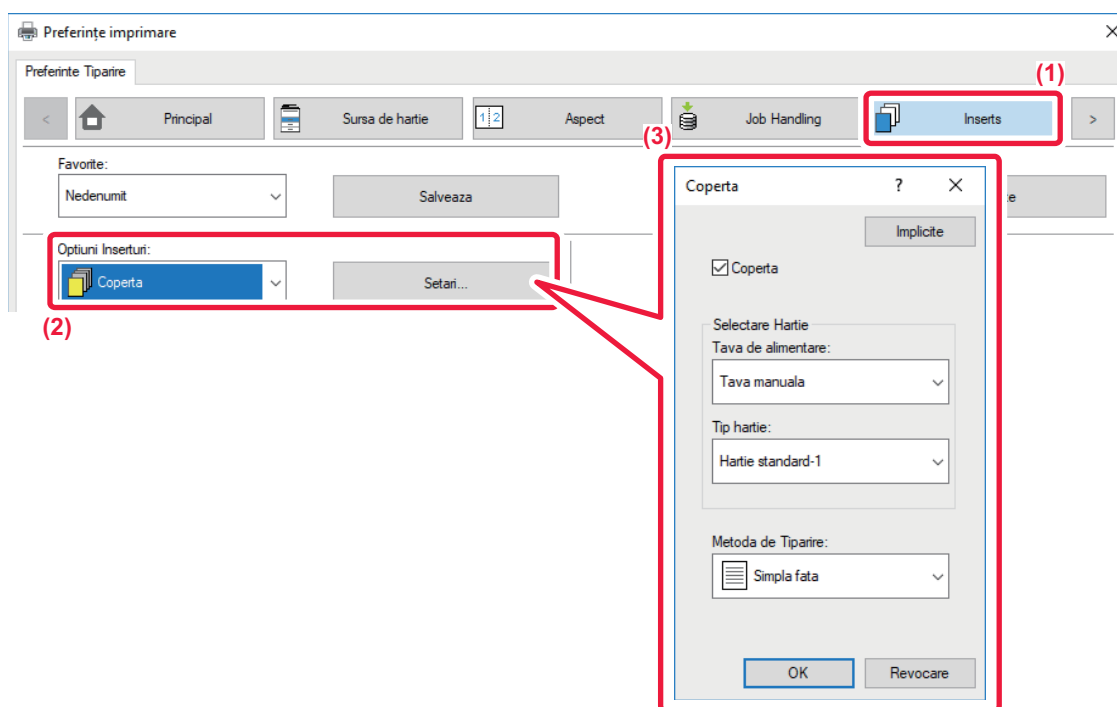 Preferințe imprimare
Preferinte Tiparire
(1)
< Principal Sursa de hartie 1 2 Aspect Job Handling Inserts >
(3)
Favorite:
Nedenumit Salveaza
Optiuni Inserturi:
Coperta Setari...
(2)
Coperta ?
Implicite
Coperta
Selectare Hartie
Tava de alimentare:
Tava manuala
Tip hartie:
Hartie standard-1
Metoda de Tiparire:
Simpla fata
OK Revocare